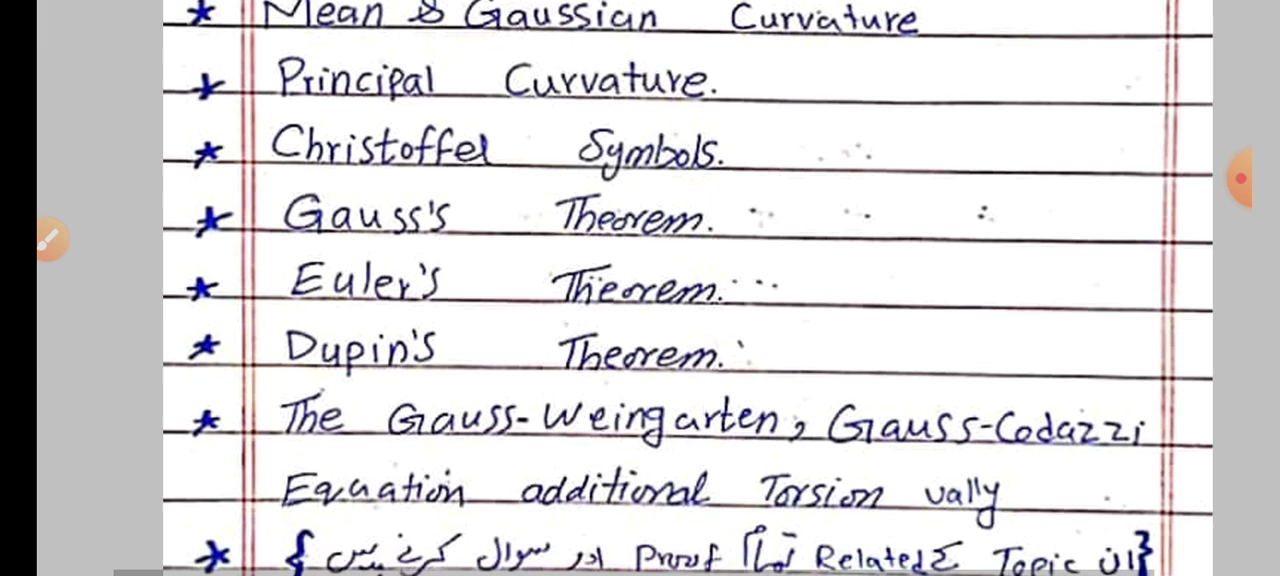 * Mean & Gaussian Curvature
* Principal Curvature.
* Christoffel Symbols.
* Gauss's Theorem.
* Euler's Theorem.
* Dupin's Theorem.
* The Gauss-Weingarten, Gauss-Codazzi
Equation additional Torsion vally
* {ان Topic کے Related تمام Proof اور سوال کرنے ہیں}